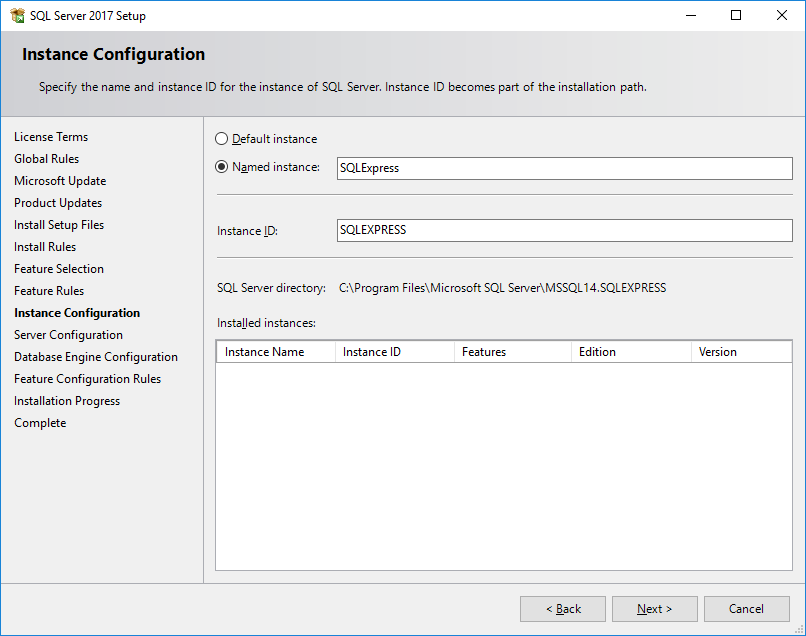 SQL Server 2017 Setup
Instance Configuration
Specify the name and instance ID for the instance of SQL Server. Instance ID becomes part of the installation path.
License Terms
Global Rules
Microsoft Update
Product Updates
Install Setup Files
Install Rules
Feature Selection
Feature Rules
Instance Configuration
Server Configuration
Database Engine Configuration
Feature Configuration Rules
Installation Progress
Complete
Default instance
Named instance: SQLExpress
Instance ID: SQLEXPRESS
SQL Server directory: C:\Program Files\Microsoft SQL Server\MSSQL14.SQLEXPRESS
Installed instances:
Instance Name Instance ID Features Edition Version
< Back Next > Cancel